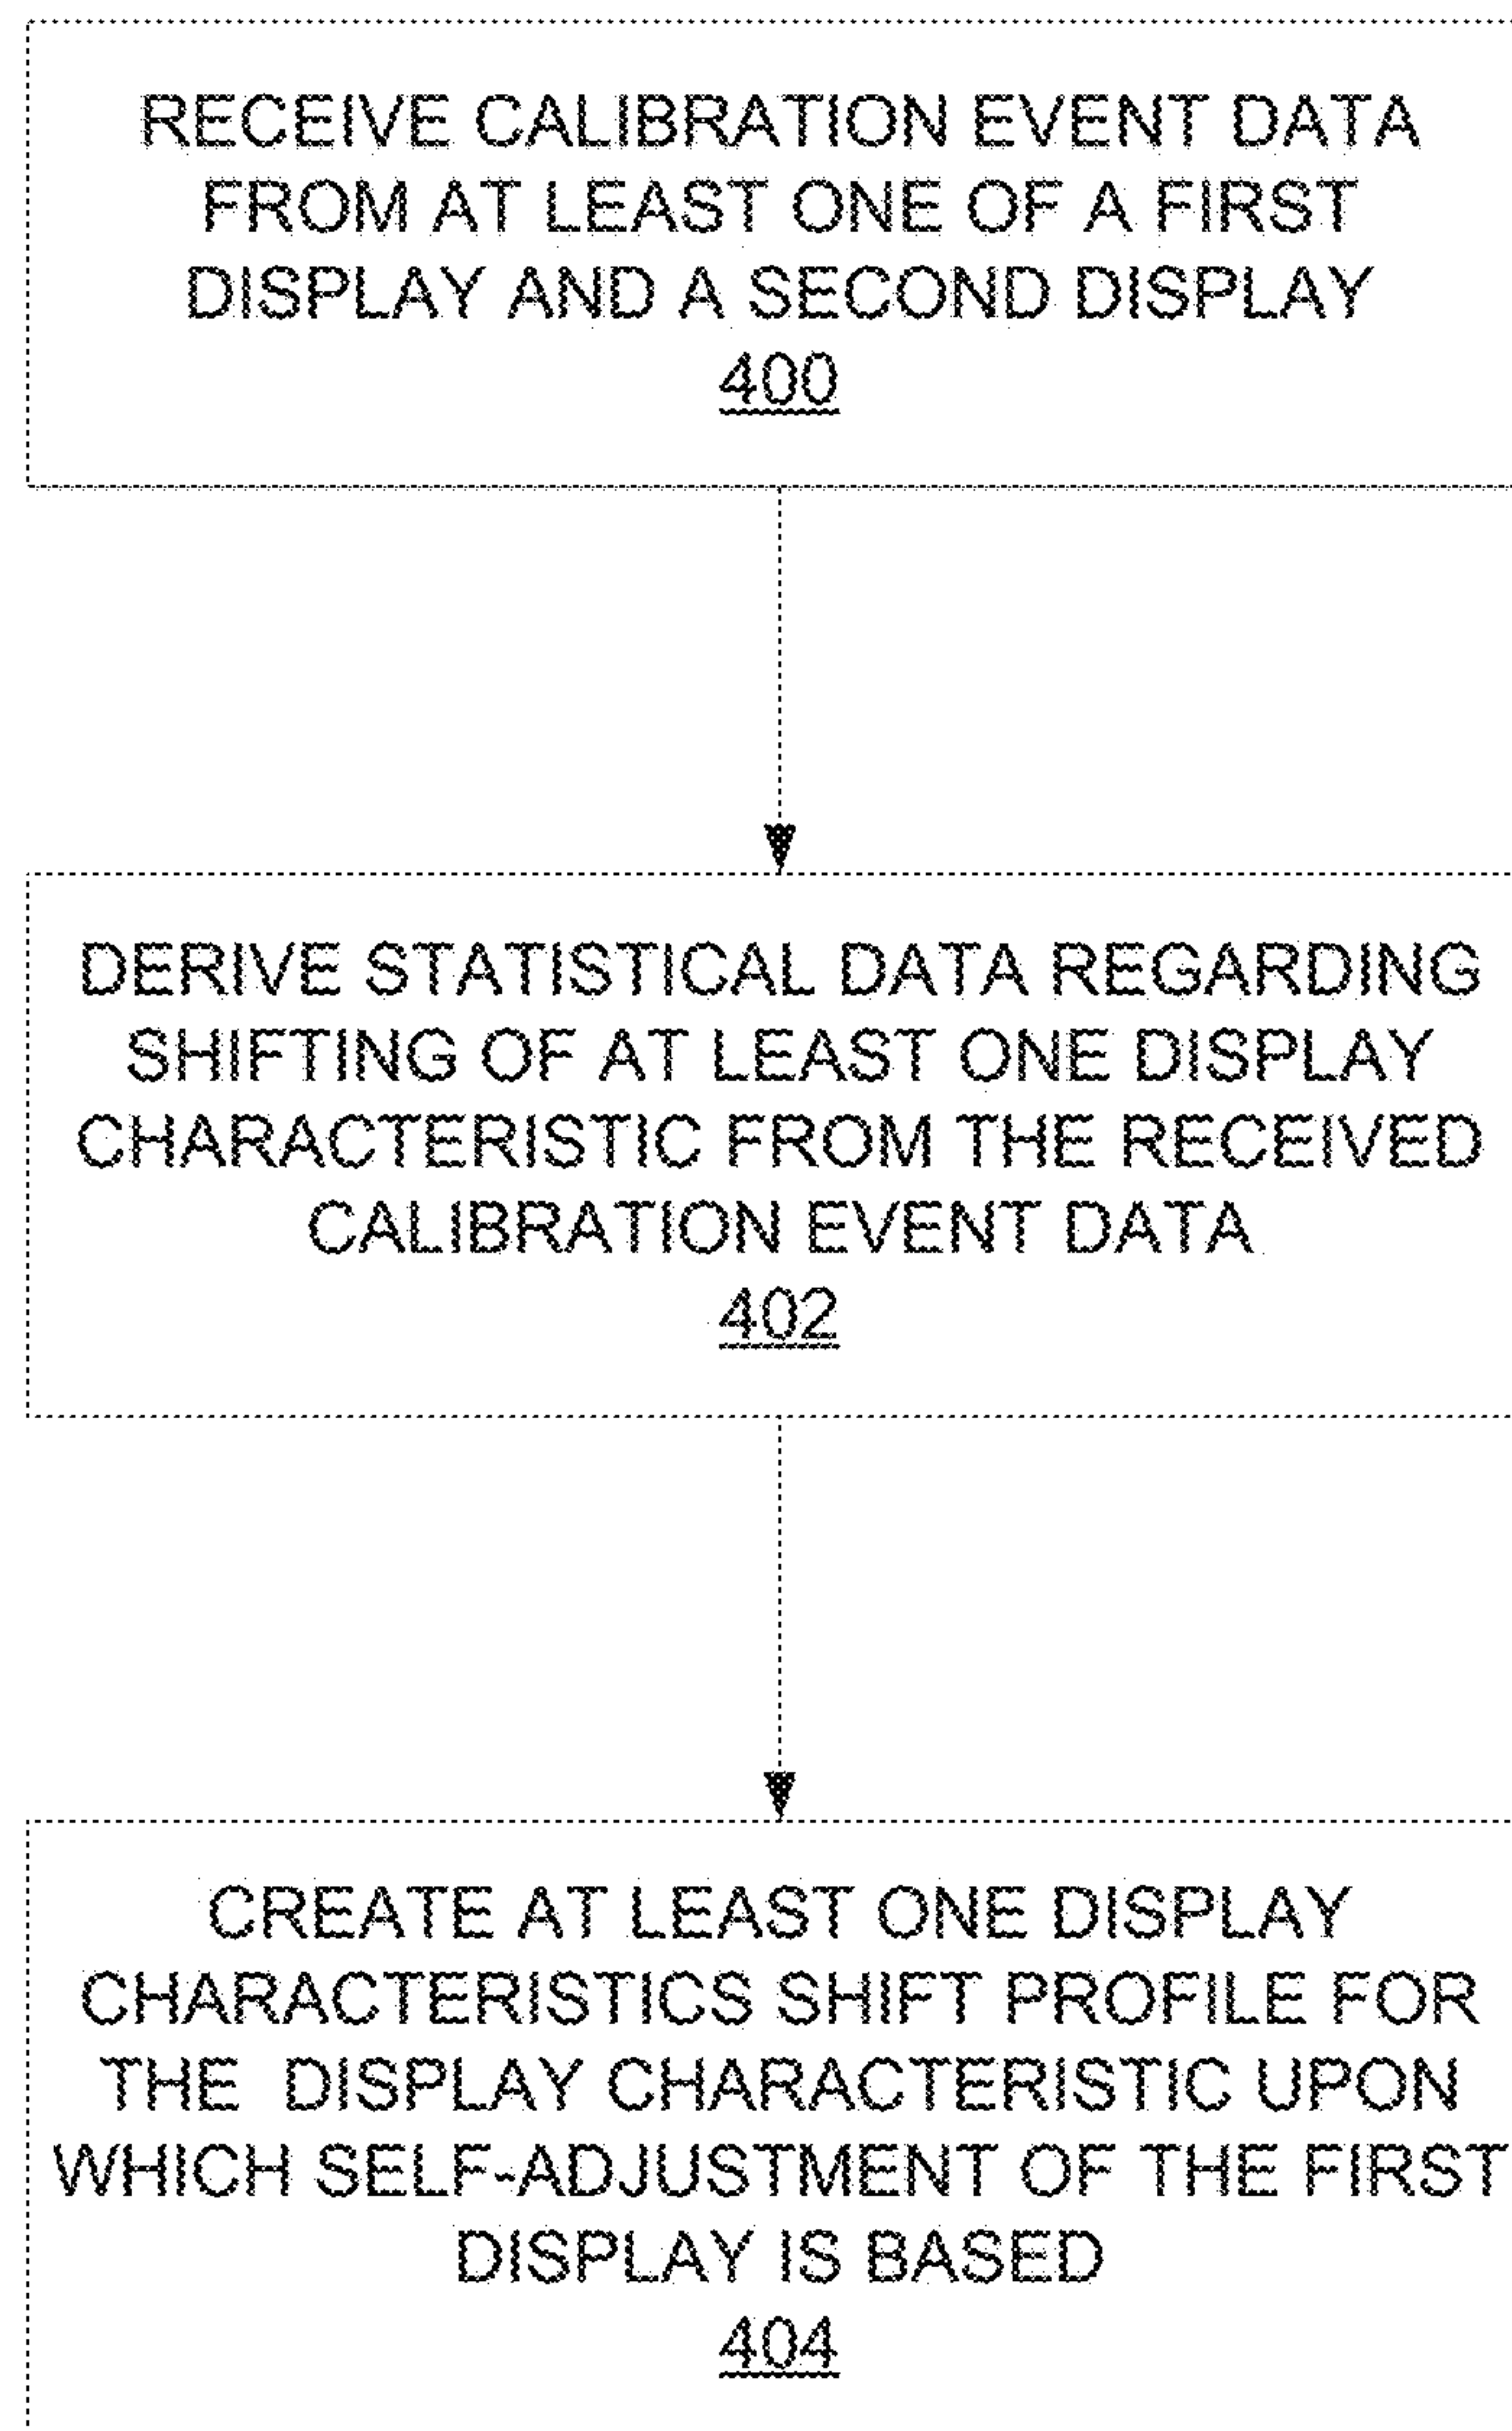 RECEIVE CALIBRATION EVENT DATA
FROM AT LEAST ONE OF A FIRST
DISPLAY AND A SECOND DISPLAY
400
DERIVE STATISTICAL DATA REGARDING
SHIFTING OF AT LEAST ONE DISPLAY
CHARACTERISTIC FROM THE RECEIVED
CALIBRATION EVENT DATA
402
CREATE AT LEAST ONE DISPLAY
CHARACTERISTICS SHIFT PROFILE FOR
THE DISPLAY CHARACTERISTIC UPON
WHICH SELF-ADJUSTMENT OF THE FIRST
DISPLAY IS BASED
404